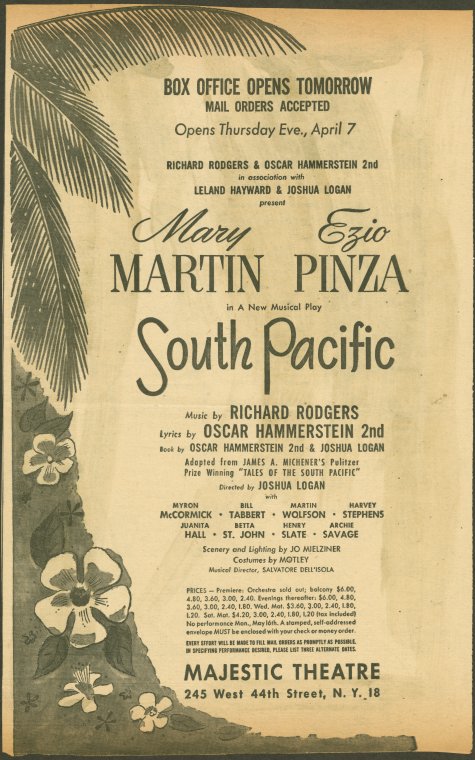 BOX OFFICE OPENS TOMORROW
MAIL ORDERS ACCEPTED
Opens Thursday Eve., April 7
RICHARD RODGERS & OSCAR HAMMERSTEIN 2nd
in association with
LELAND HAYWARD & JOSHUA LOGAN
present
Mary Ezio
MARTIN PINZA
in A New Musical Play
South Pacific
Music by RICHARD RODGERS
Lyrics by OSCAR HAMMERSTEIN 2nd
Book by OSCAR HAMMERSTEIN 2nd & JOSHUA LOGAN
Adapted from JAMES A. MICHENER'S Pulitzer
Prize Winning "TALES OF THE SOUTH PACIFIC"
Directed by JOSHUA LOGAN
with
MYRON BILL MARTIN HARVEY
McCORMICK · TABBERT · WOLFSON · STEPHENS
JUANITA BETTA HENRY ARCHIE
HALL · ST. JOHN · SLATE · SAVAGE
Scenery and Lighting by JO MIELZINER
Costumes by MOTLEY
Musical Director, SALVATORE DELL'ISOLA
PRICES — Premiere: Orchestra sold out; balcony $6.00,
4.80, 3.60, 3.00, 2.40. Evenings thereafter: $6.00, 4.80,
3.60, 3.00, 2.40, 1.80. Wed. Mat. $3.60, 3.00, 2.40, 1.80,
1.20. Sat. Mat. $4.20, 3.00, 2.40, 1.80, 1.20 (tax included)
No performance Mon., May 16th. A stamped, self-addressed
envelope MUST be enclosed with your check or money order.
EVERY EFFORT WILL BE MADE TO FILL MAIL ORDERS AS PROMPTLY AS POSSIBLE.
IN SPECIFYING PERFORMANCE DESIRED, PLEASE LIST THREE ALTERNATE DATES.
MAJESTIC THEATRE
245 West 44th Street, N. Y. 18